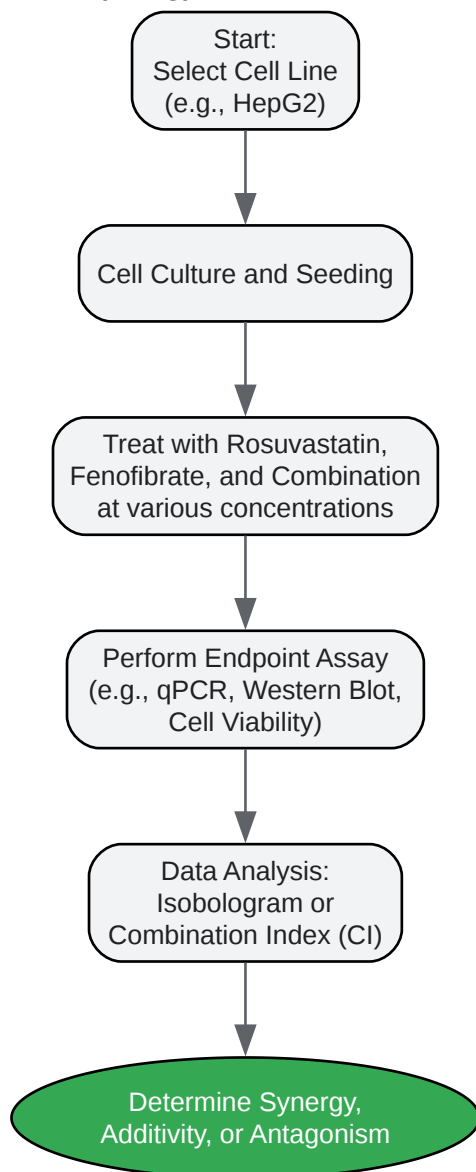 Start:
Select Cell Line
(e.g., HepG2)
Cell Culture and Seeding
Treat with Rosuvastatin,
Fenofibrate, and Combination
at various concentrations
Perform Endpoint Assay
(e.g., qPCR, Western Blot,
Cell Viability)
Data Analysis:
Isobologram or
Combination Index (CI)
Determine Synergy,
Additivity, or Antagonism